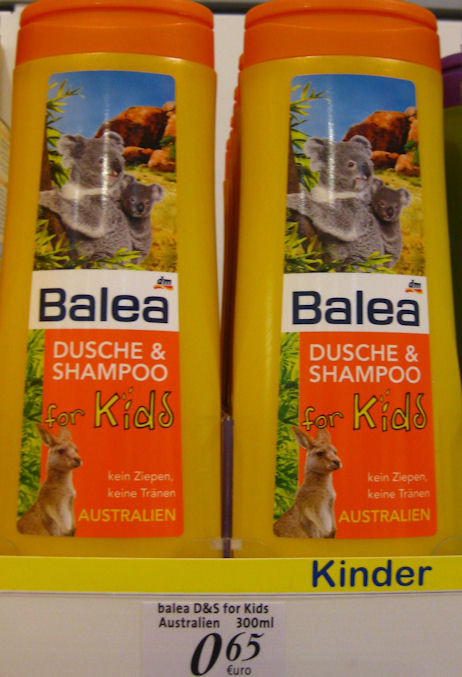 dm
Balea
DUSCHE &
SHAMPOO
for Kids
kein Ziepen,
keine Tränen
AUSTRALIEN
dm
Balea
DUSCHE &
SHAMPOO
for Kids
kein Ziepen,
keine Tränen
AUSTRALIEN
Kinder
balea D&S for Kids
Australien 300ml
0 65
€uro